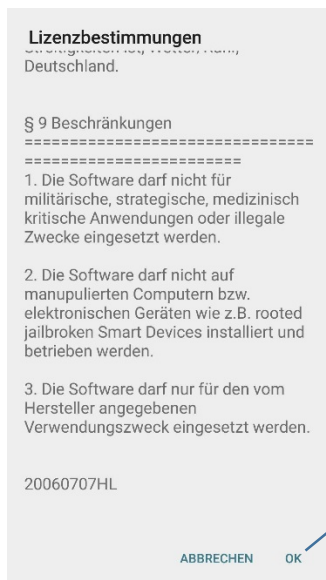 Lizenzbestimmungen
Deutschland.
§ 9 Beschränkungen
================================
========================
1. Die Software darf nicht für
militärische, strategische, medizinisch
kritische Anwendungen oder illegale
Zwecke eingesetzt werden.
2. Die Software darf nicht auf
manupulierten Computern bzw.
elektronischen Geräten wie z.B. rooted
jailbroken Smart Devices installiert und
betrieben werden.
3. Die Software darf nur für den vom
Hersteller angegebenen
Verwendungszweck eingesetzt werden.
20060707HL
ABBRECHEN OK